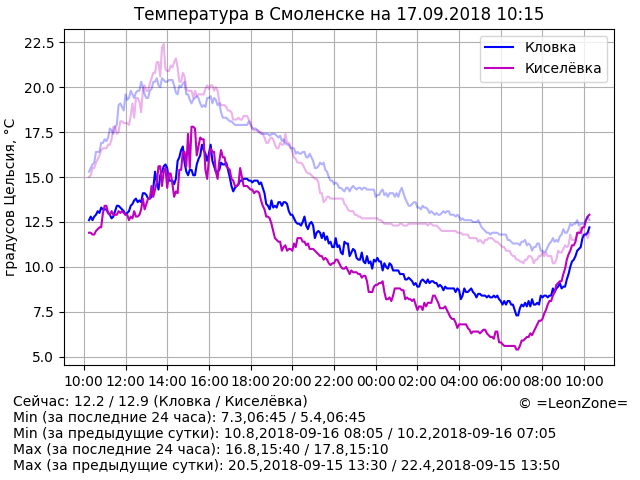 Температура в Смоленске на 17.09.2018 10:15
Кловка
Киселёвка
градусов Цельсия, °C
22.5
20.0
17.5
15.0
12.5
10.0
7.5
5.0
10:00 12:00 14:00 16:00 18:00 20:00 22:00 00:00 02:00 04:00 06:00 08:00 10:00
Сейчас: 12.2 / 12.9 (Кловка / Киселёвка)
© =LeonZone=
Min (за последние 24 часа): 7.3,06:45 / 5.4,06:45
Min (за предыдущие сутки): 10.8,2018-09-16 08:05 / 10.2,2018-09-16 07:05
Max (за последние 24 часа): 16.8,15:40 / 17.8,15:10
Max (за предыдущие сутки): 20.5,2018-09-15 13:30 / 22.4,2018-09-15 13:50